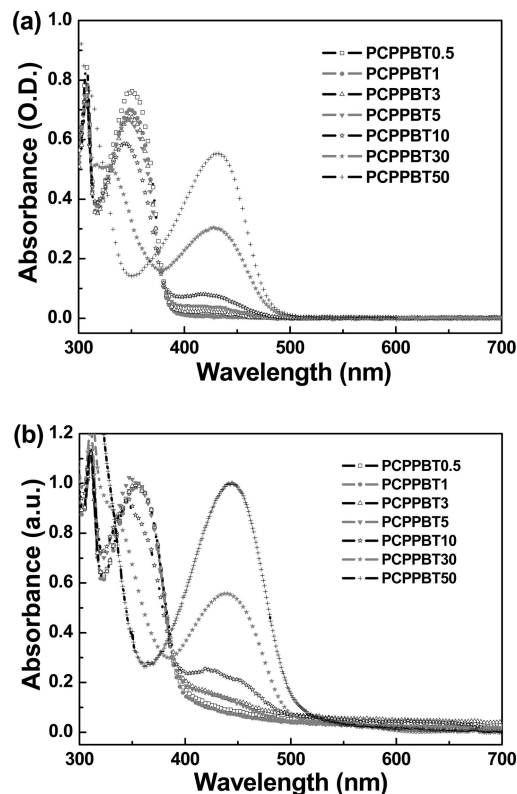 (a)
1.0
0.8
0.6
0.4
0.2
0.0
Absorbance (O.D.)
PCPPBT0.5
PCPPBT1
PCPPBT3
PCPPBT5
PCPPBT10
PCPPBT30
PCPPBT50
300 400 500 600 700
Wavelength (nm)
(b)
1.2
1.0
0.8
0.6
0.4
0.2
0.0
Absorbance (a.u.)
PCPPBT0.5
PCPPBT1
PCPPBT3
PCPPBT5
PCPPBT10
PCPPBT30
PCPPBT50
300 400 500 600 700
Wavelength (nm)